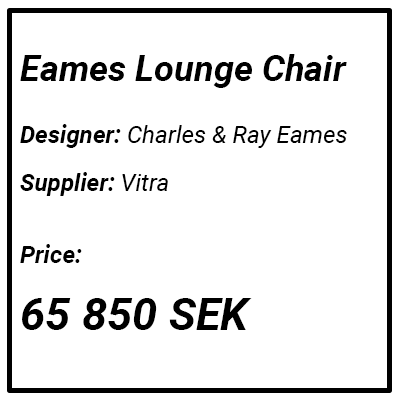 Eames Lounge Chair
Designer: Charles & Ray Eames
Supplier: Vitra
Price:
65 850 SEK